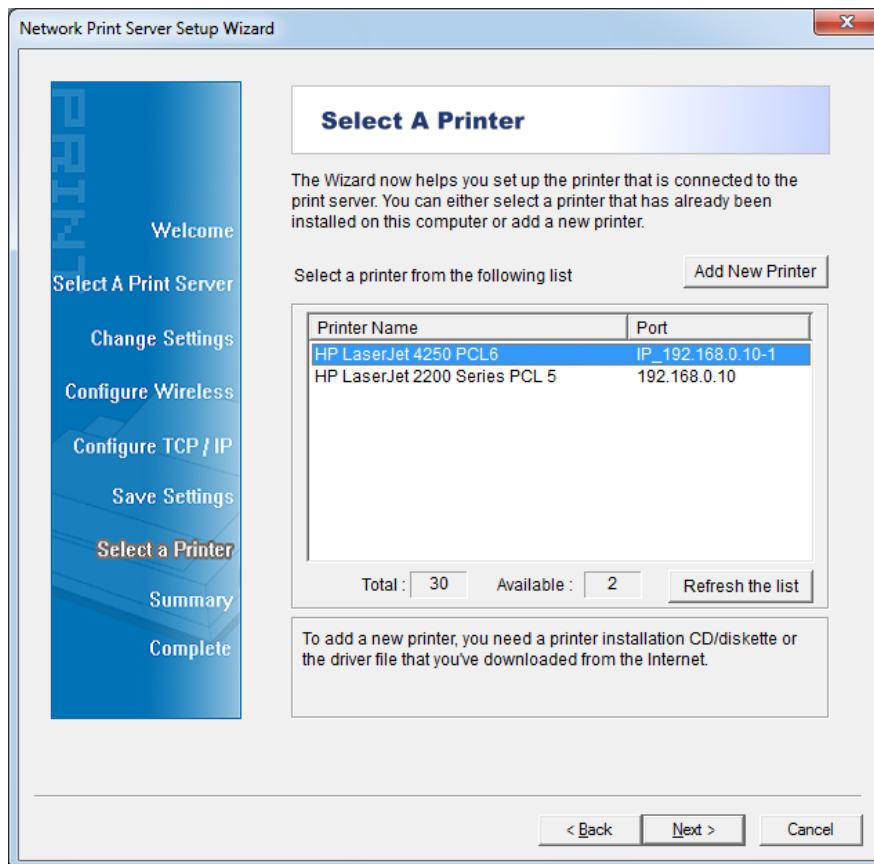 Network Print Server Setup Wizard
X
PRINT
Welcome
Select A Print Server
Change Settings
Configure Wireless
Configure TCP / IP
Save Settings
Select a Printer
Summary
Complete
Select A Printer
The Wizard now helps you set up the printer that is connected to the
print server. You can either select a printer that has already been
installed on this computer or add a new printer.
Select a printer from the following list
Add New Printer
Printer Name Port
HP LaserJet 4250 PCL6 IP_192.168.0.10-1
HP LaserJet 2200 Series PCL 5 192.168.0.10
Total : 30 Available : 2 Refresh the list
To add a new printer, you need a printer installation CD/diskette or
the driver file that you've downloaded from the Internet.
< Back Next > Cancel